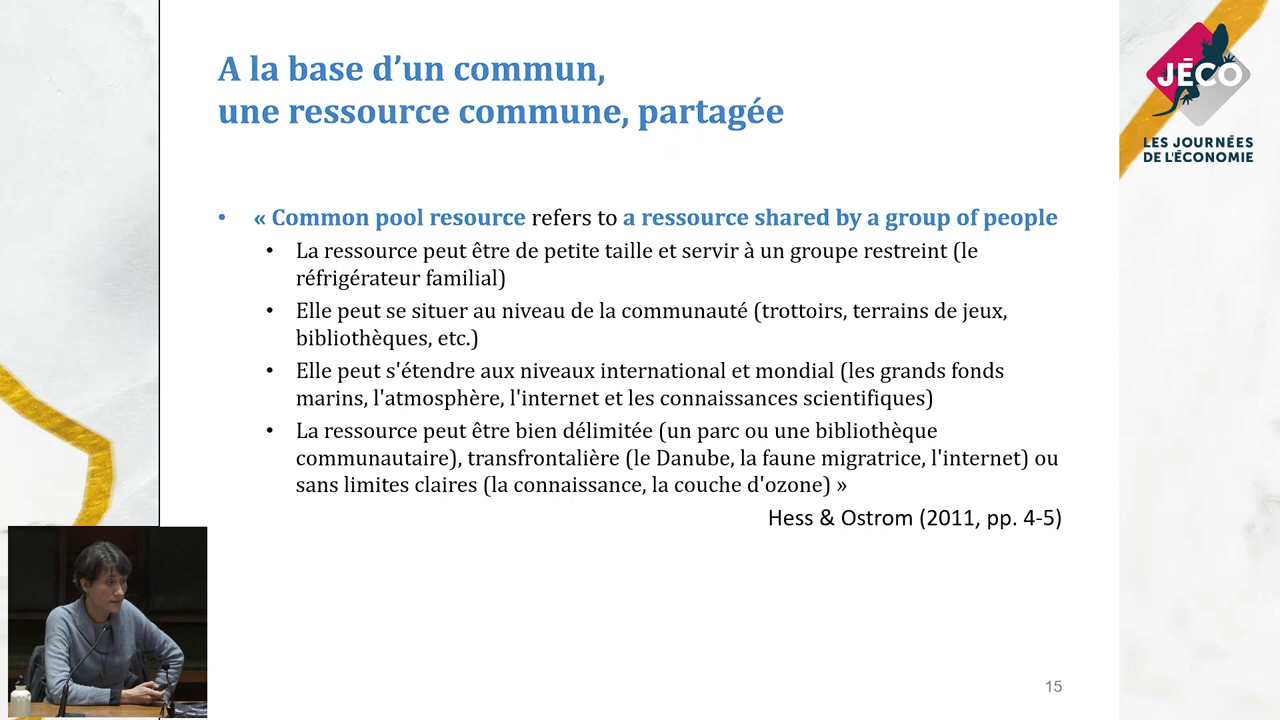 A la base d’un commun,
une ressource commune, partagée
• « Common pool resource refers to a ressource shared by a group of people
• La ressource peut être de petite taille et servir à un groupe restreint (le
réfrigérateur familial)
• Elle peut se situer au niveau de la communauté (trottoirs, terrains de jeux,
bibliothèques, etc.)
• Elle peut s'étendre aux niveaux international et mondial (les grands fonds
marins, l'atmosphère, l'internet et les connaissances scientifiques)
• La ressource peut être bien délimitée (un parc ou une bibliothèque
communautaire), transfrontalière (le Danube, la faune migratrice, l'internet) ou
sans limites claires (la connaissance, la couche d'ozone) »
Hess & Ostrom (2011, pp. 4-5)
15
JÉCO
LES JOURNÉES
DE L'ÉCONOMIE